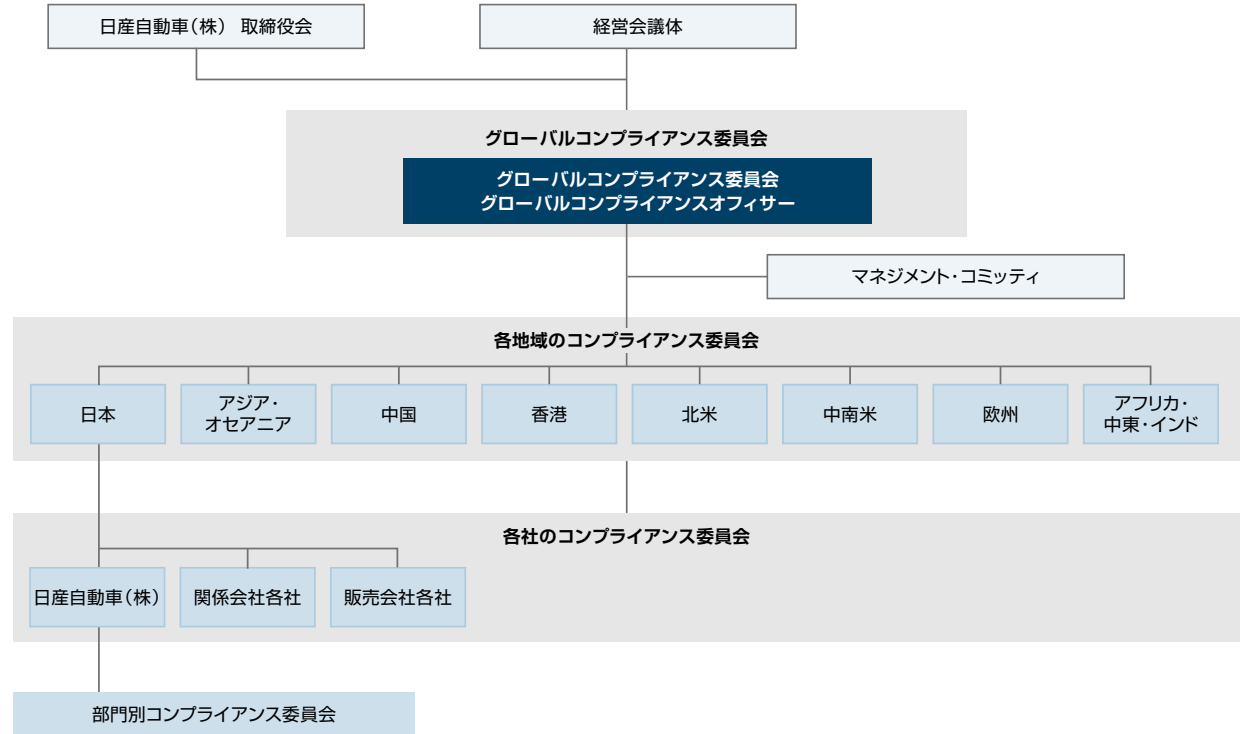 日産自動車（株） 取締役会
経営会議体
グローバルコンプライアンス委員会
グローバルコンプライアンス委員会
グローバルコンプライアンスオフィサー
マネジメント・コミッティ
各地域のコンプライアンス委員会
日本
アジア・
オセアニア
中国
香港
北米
中南米
欧州
アフリカ・
中東・インド
各社のコンプライアンス委員会
日産自動車（株）
関係会社各社
販売会社各社
部門別コンプライアンス委員会